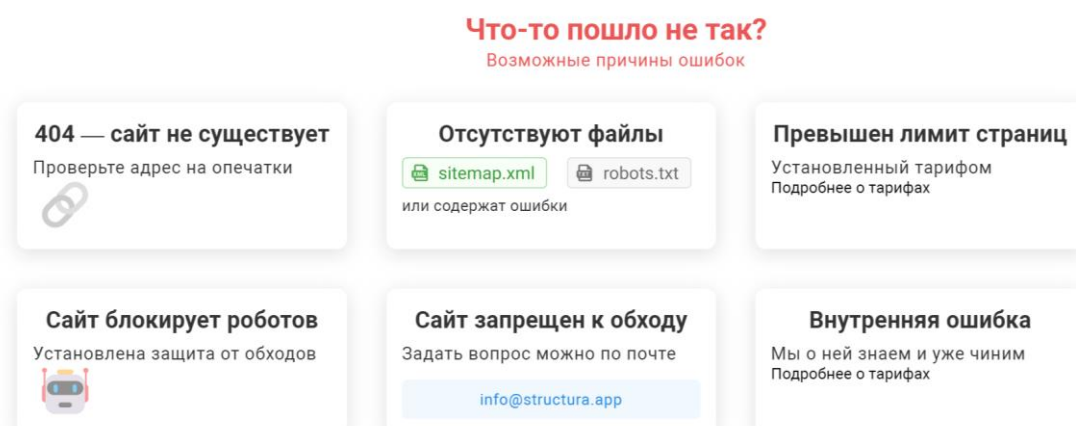 Что-то пошло не так?
Возможные причины ошибок
404 — сайт не существует
Проверьте адрес на опечатки
Отсутствуют файлы
sitemap.xml
robots.txt
или содержат ошибки
Превышен лимит страниц
Установленный тарифом
Подробнее о тарифах
Сайт блокирует роботов
Установлена защита от обходов
Сайт запрещен к обходу
Задать вопрос можно по почте
info@structura.app
Внутренняя ошибка
Мы о ней знаем и уже чиним
Подробнее о тарифах